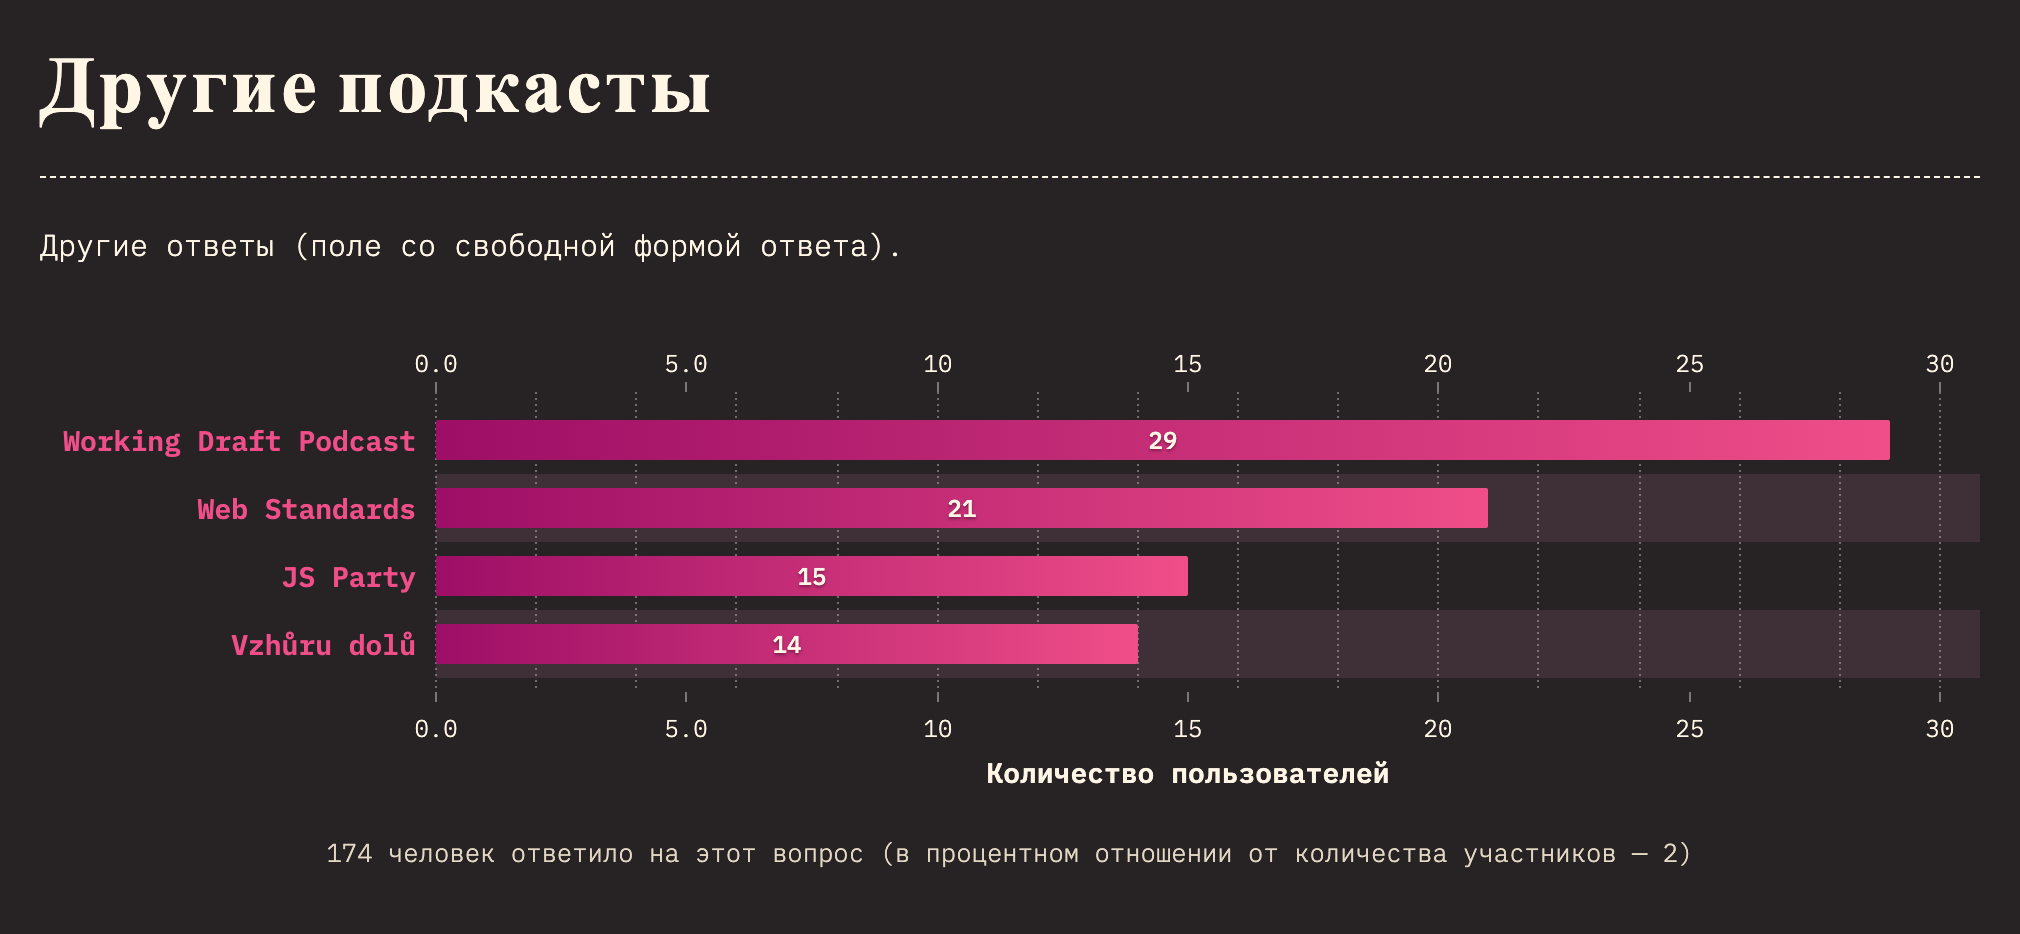 Другие подкасты
Другие ответы (поле со свободной формой ответа).
0.0 5.0 10 15 20 25 30
Working Draft Podcast 29
Web Standards 21
JS Party 15
Vzhůru dolů 14
0.0 5.0 10 15 20 25 30
Количество пользователей
174 человек ответило на этот вопрос (в процентном отношении от количества участников — 2)